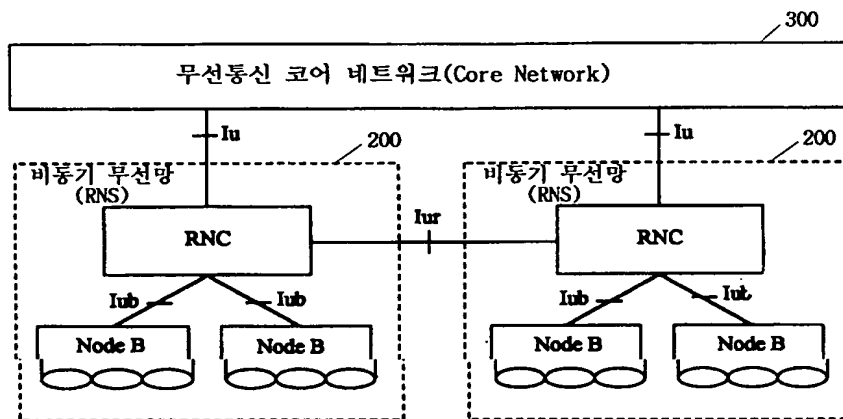 300
무선통신 코어 네트워크(Core Network)
Iu
Iu
200
200
비동기 무선망
(RNS)
비동기 무선망
(RNS)
Iur
RNC
RNC
Iub
Iub
Iub
Iut
Node B
Node B
Node B
Node B